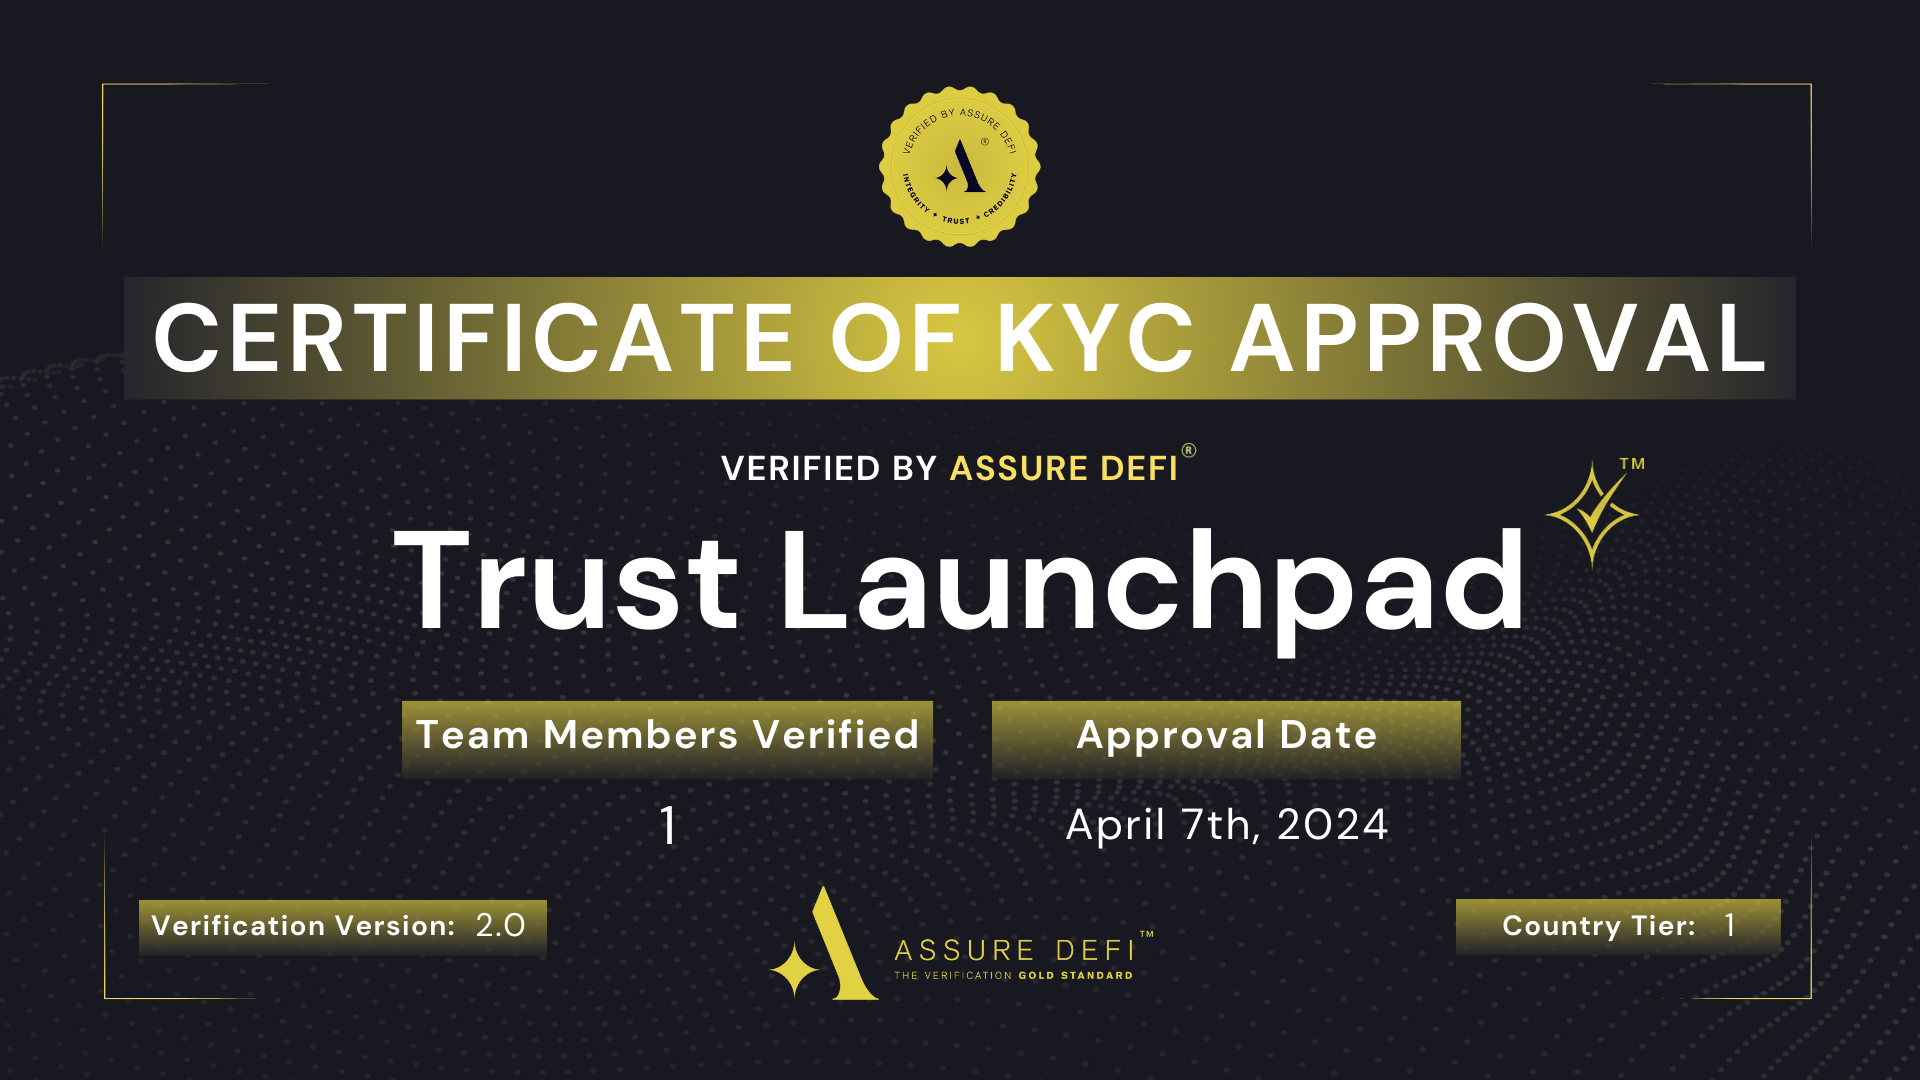 VERIFIED BY ASSURE DEFI
A ®
INTEGRITY ✦ TRUST ✦ CREDIBILITY
CERTIFICATE OF KYC APPROVAL
VERIFIED BY ASSURE DEFI®
TM
Trust Launchpad
Team Members Verified
1
Approval Date
April 7th, 2024
Verification Version: 2.0
ASSURE DEFI TM
THE VERIFICATION GOLD STANDARD
Country Tier: 1